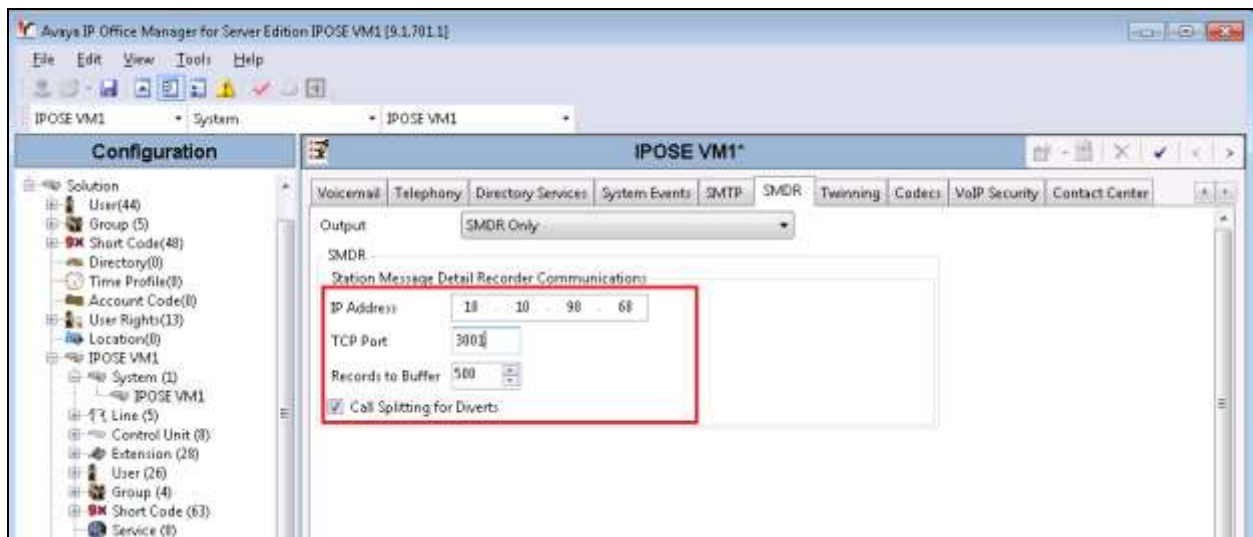 Avaya IP Office Manager for Server Edition IPOSE VM1 [9.1.701.1]
File Edit View Tools Help
IPOSE VM1 System IPOSE VM1
Configuration
IPOSE VM1*
Solution
User(44)
Group (5)
Short Code(48)
Directory(0)
Time Profile(0)
Account Code(0)
User Rights(13)
Location(0)
IPOSE VM1
System (1)
IPOSE VM1
Line (5)
Control Unit (8)
Extension (28)
User (26)
Group (4)
Short Code (63)
Service (0)
Voicemail Telephony Directory Services System Events SMTP SMDR Twinning Codecs VoIP Security Contact Center
Output SMDR Only
SMDR
Station Message Detail Recorder Communications
IP Address 10 . 10 . 98 . 68
TCP Port 3001
Records to Buffer 500
Call Splitting for Diverts